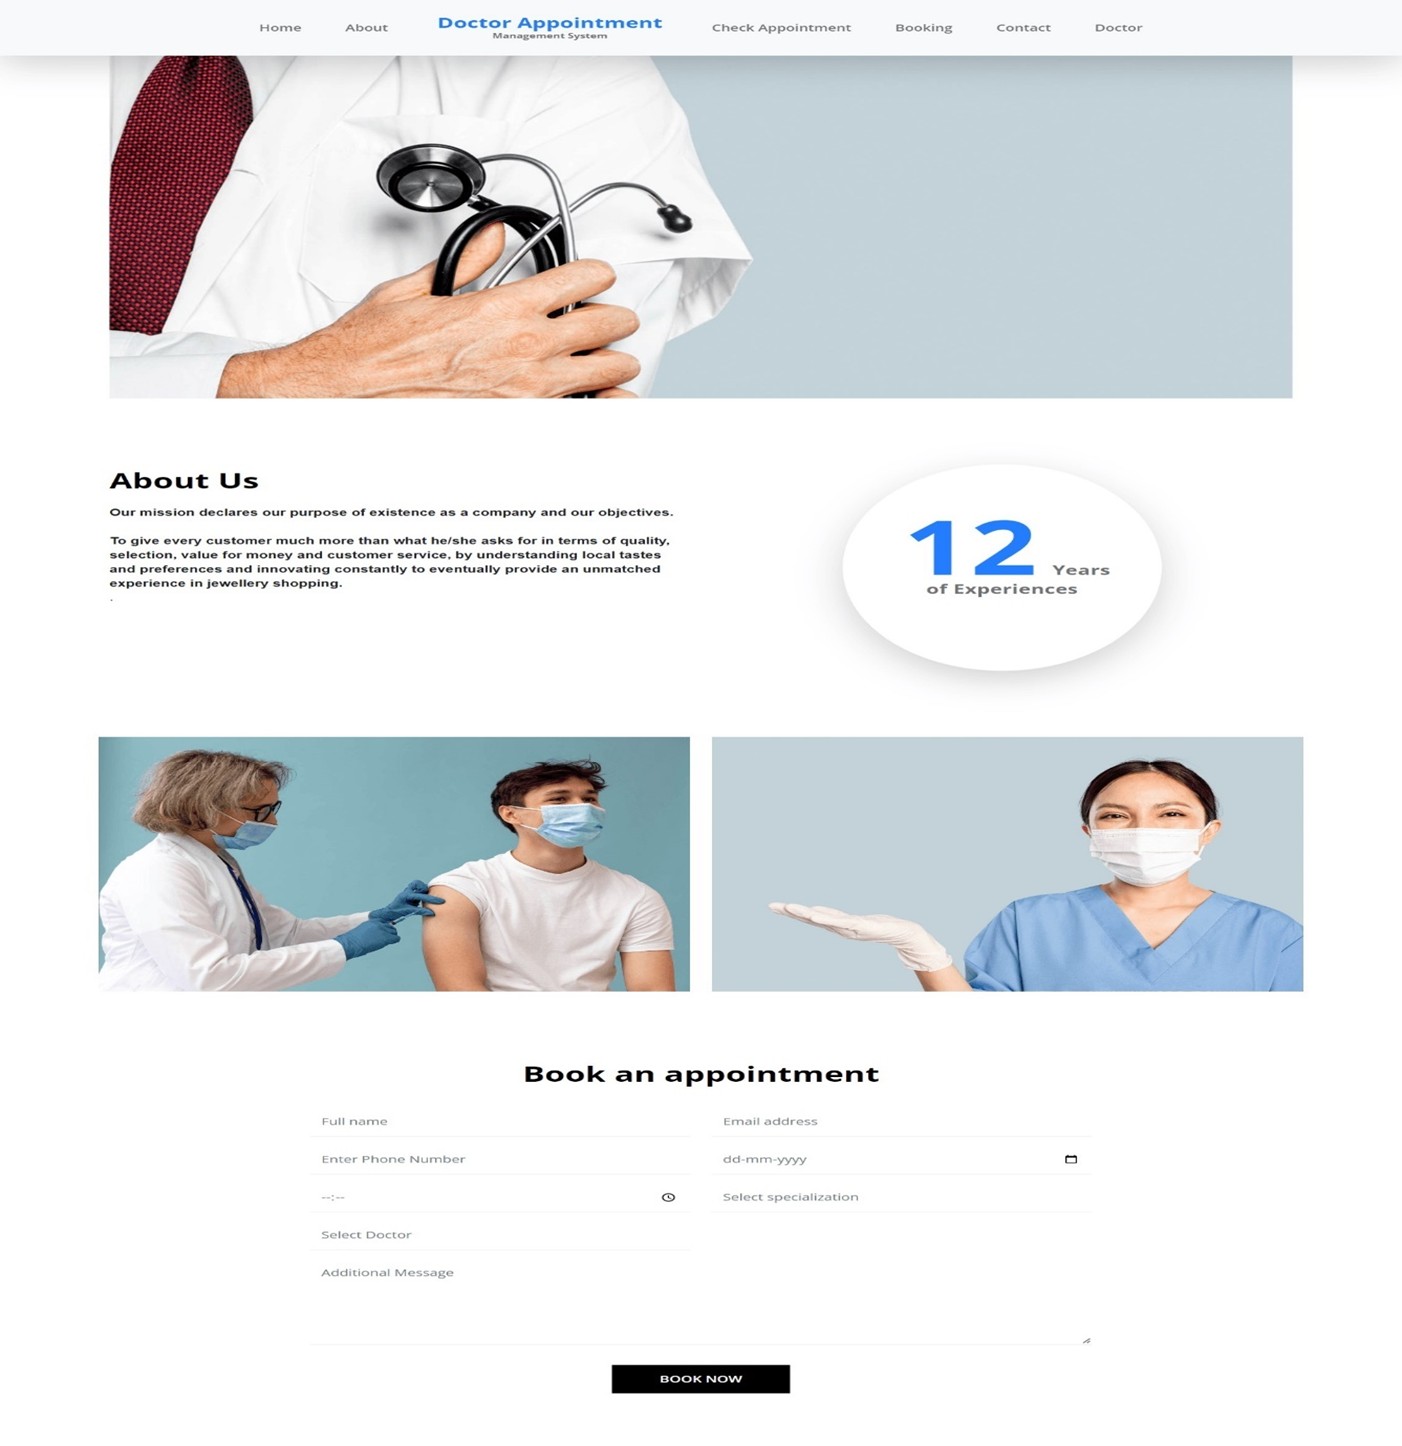 Home
About
Doctor Appointment
Management System
Check Appointment
Booking
Contact
Doctor
About Us
Our mission declares our purpose of existence as a company and our objectives.
To give every customer much more than what he/she asks for in terms of quality,
selection, value for money and customer service, by understanding local tastes
and preferences and innovating constantly to eventually provide an unmatched
experience in jewellery shopping.
.
12 Years
of Experiences
Book an appointment
Full name
Email address
Enter Phone Number
dd-mm-yyyy
--:--
Select specialization
Select Doctor
Additional Message
BOOK NOW